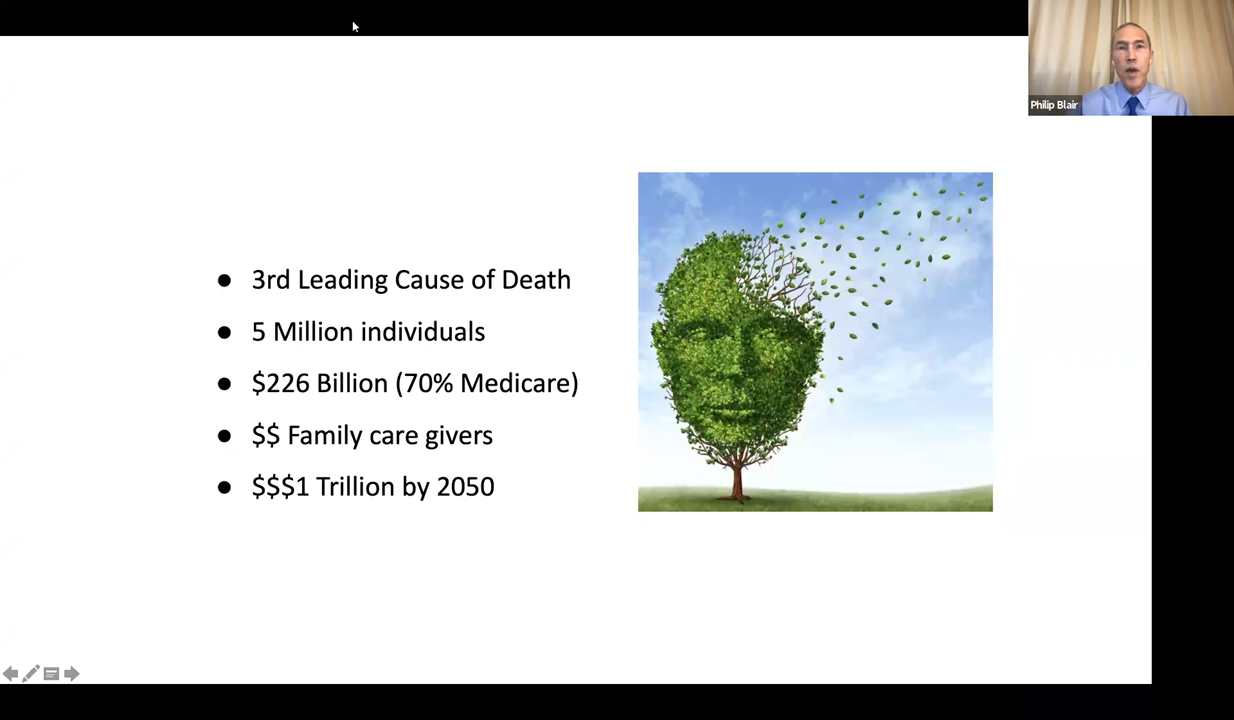 Philip Blair
● 3rd Leading Cause of Death
● 5 Million individuals
● $226 Billion (70% Medicare)
● $$ Family care givers
● $$$1 Trillion by 2050